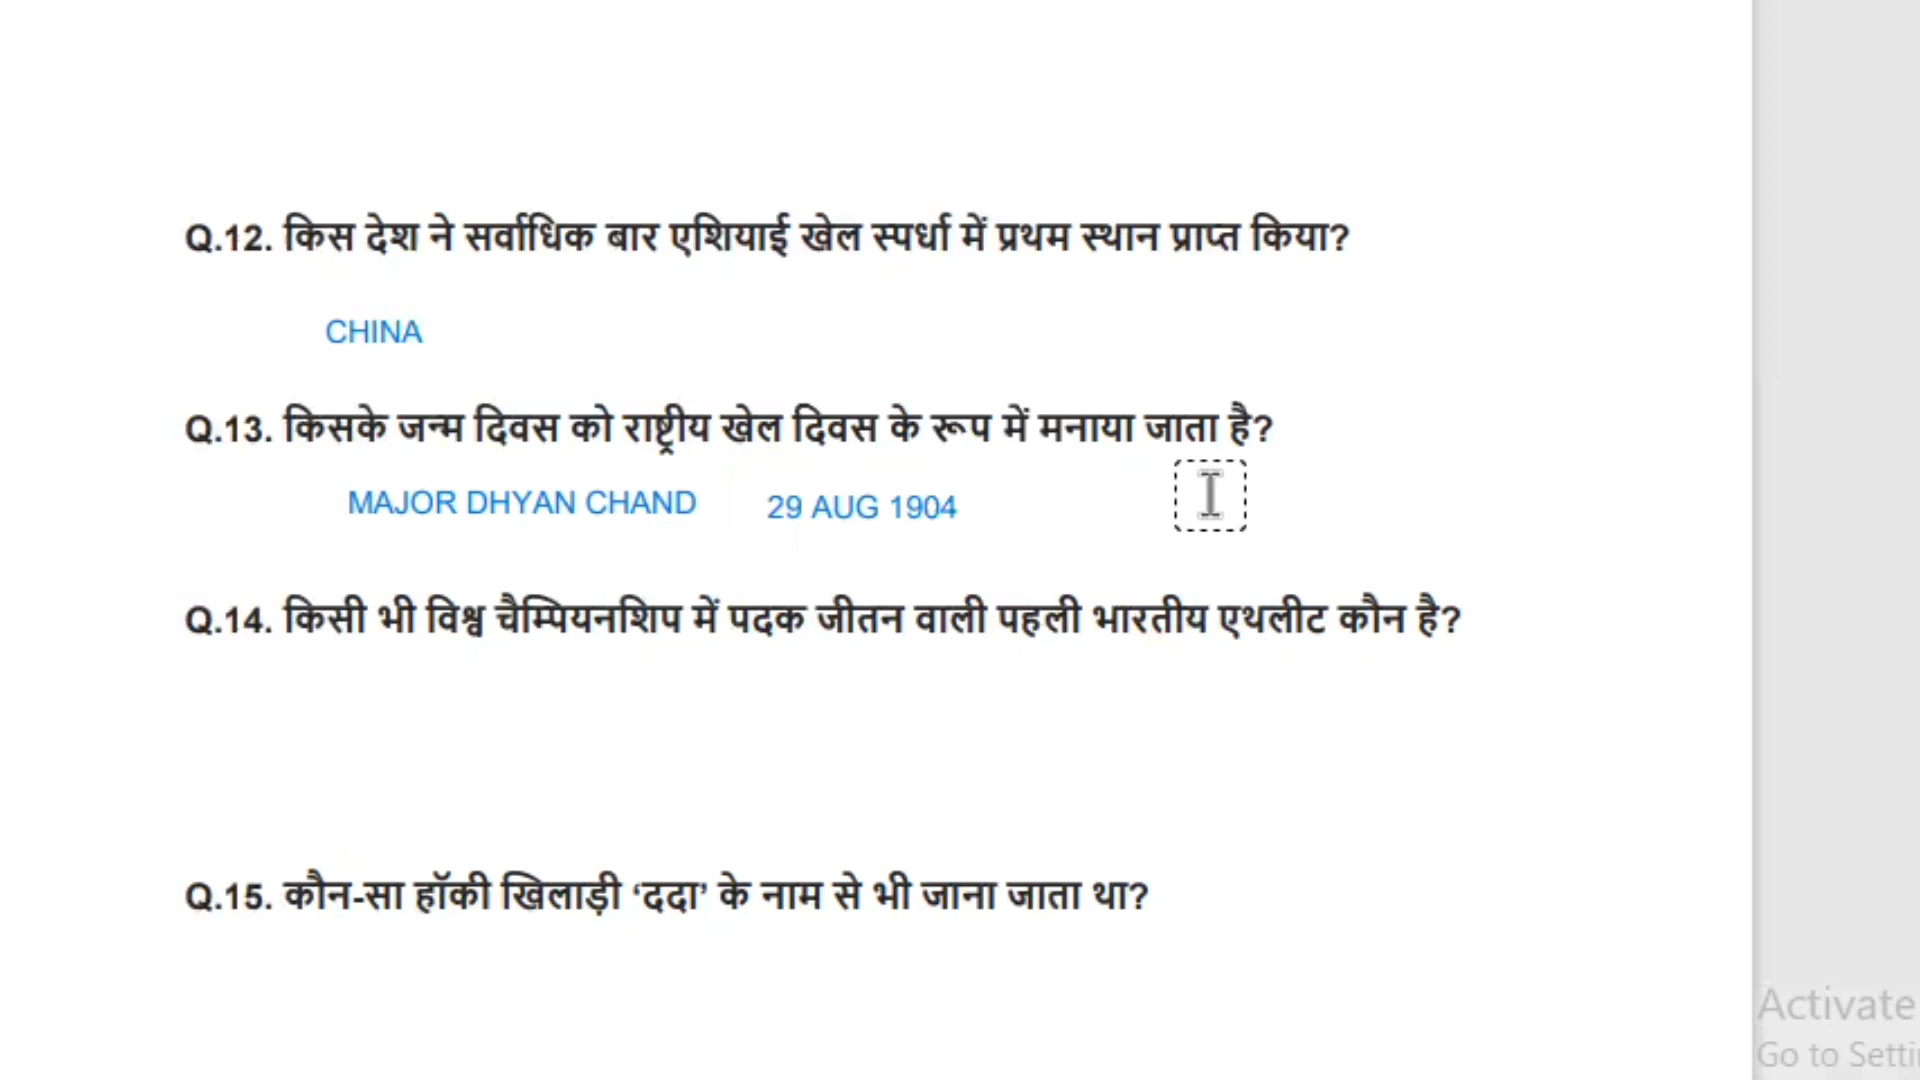 Q.12. किस देश ने सर्वाधिक बार एशियाई खेल स्पर्धा में प्रथम स्थान प्राप्त किया?
CHINA
Q.13. किसके जन्म दिवस को राष्ट्रीय खेल दिवस के रूप में मनाया जाता है?
MAJOR DHYAN CHAND 29 AUG 1904
Q.14. किसी भी विश्व चैम्पियनशिप में पदक जीतन वाली पहली भारतीय एथलीट कौन है?
Q.15. कौन-सा हॉकी खिलाड़ी ‘ददा’ के नाम से भी जाना जाता था?
Activate
Go to Setti